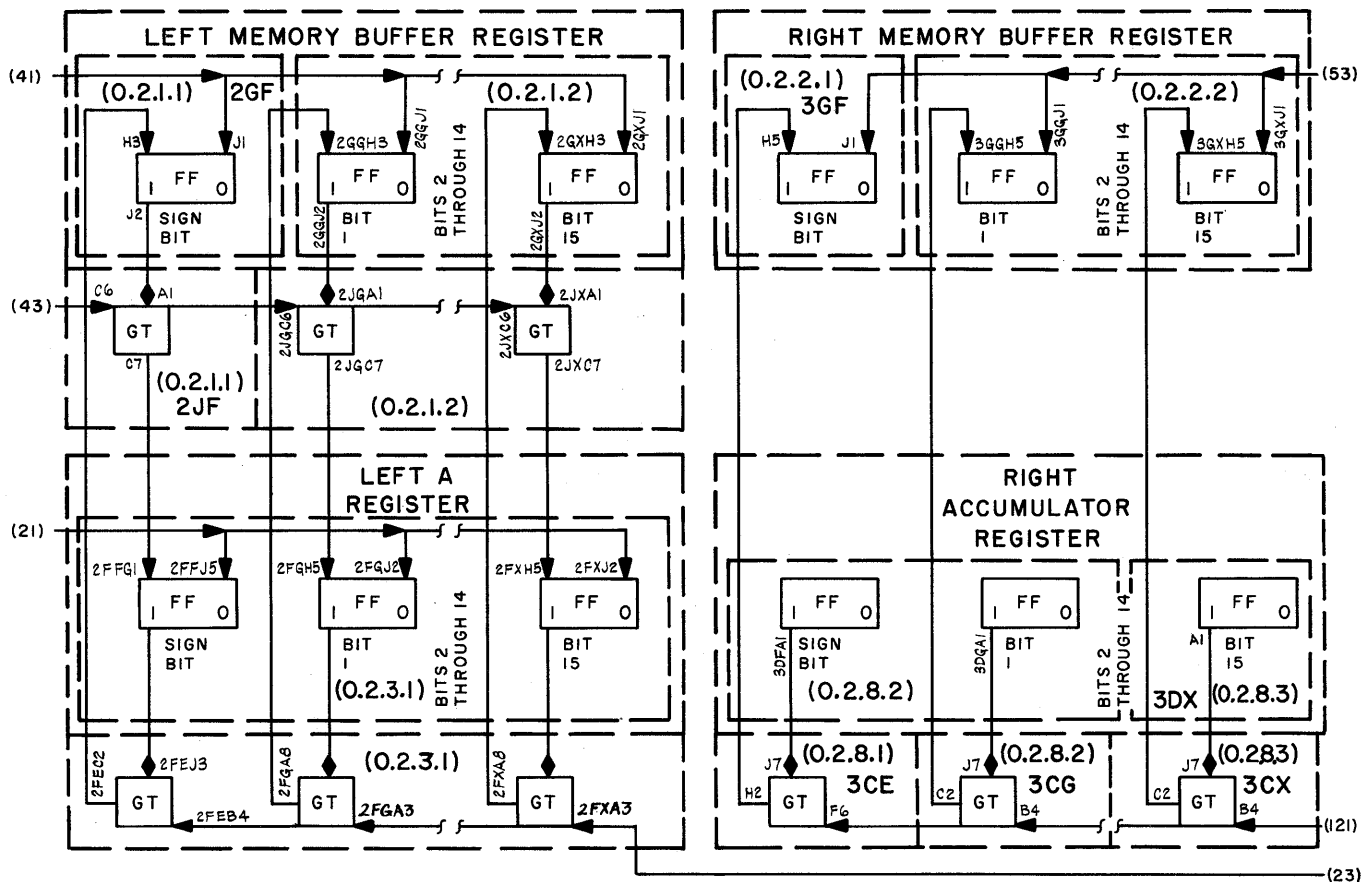 LEFT MEMORY BUFFER REGISTER
(41)
(0.2.1.1)
2GF
(0.2.1.2)
H3
J1
2GGH3
2GGJ1
2GXH3
2GXJ1
1 FF 0
1 FF 0
1 FF 0
J2
SIGN
BIT
2GGJ2
BIT
1
BITS 2
THROUGH 14
2GXJ2
BIT
15
(43)
C6
A1
2JGA1
2JXA1
GT
2JGC6
GT
2JXC6
GT
C7
2JGC7
2JXC7
(0.2.1.1)
2JF
(0.2.1.2)
LEFT A
REGISTER
(21)
2FFG1
2FFJ5
2FGH5
2FGJ2
2FXH5
2FXJ2
1 FF 0
1 FF 0
1 FF 0
SIGN
BIT
BIT
1
BITS 2
THROUGH 14
BIT
15
(0.2.3.1)
(0.2.3.1)
2FEC2
2FEJ3
2FGA8
2FXA8
GT
2FEB4
GT
2FGA3
GT
2FXA3
RIGHT MEMORY BUFFER REGISTER
(53)
(0.2.2.1)
3GF
(0.2.2.2)
H5
J1
3GGH5
3GGJ1
3GXH5
3GXJ1
1 FF 0
1 FF 0
1 FF 0
SIGN
BIT
BIT
1
BITS 2
THROUGH 14
BIT
15
RIGHT
ACCUMULATOR
REGISTER
1 FF 0
1 FF 0
1 FF 0
3DFA1
SIGN
BIT
3DGA1
BIT
1
BITS 2
THROUGH 14
A1
BIT
15
(0.2.8.2)
3DX
(0.2.8.3)
(0.2.8.1)
3CE
(0.2.8.2)
3CG
(0.2.8.3)
3CX
J7
J7
J7
H2
GT
F6
C2
GT
B4
C2
GT
B4
(121)
(23)